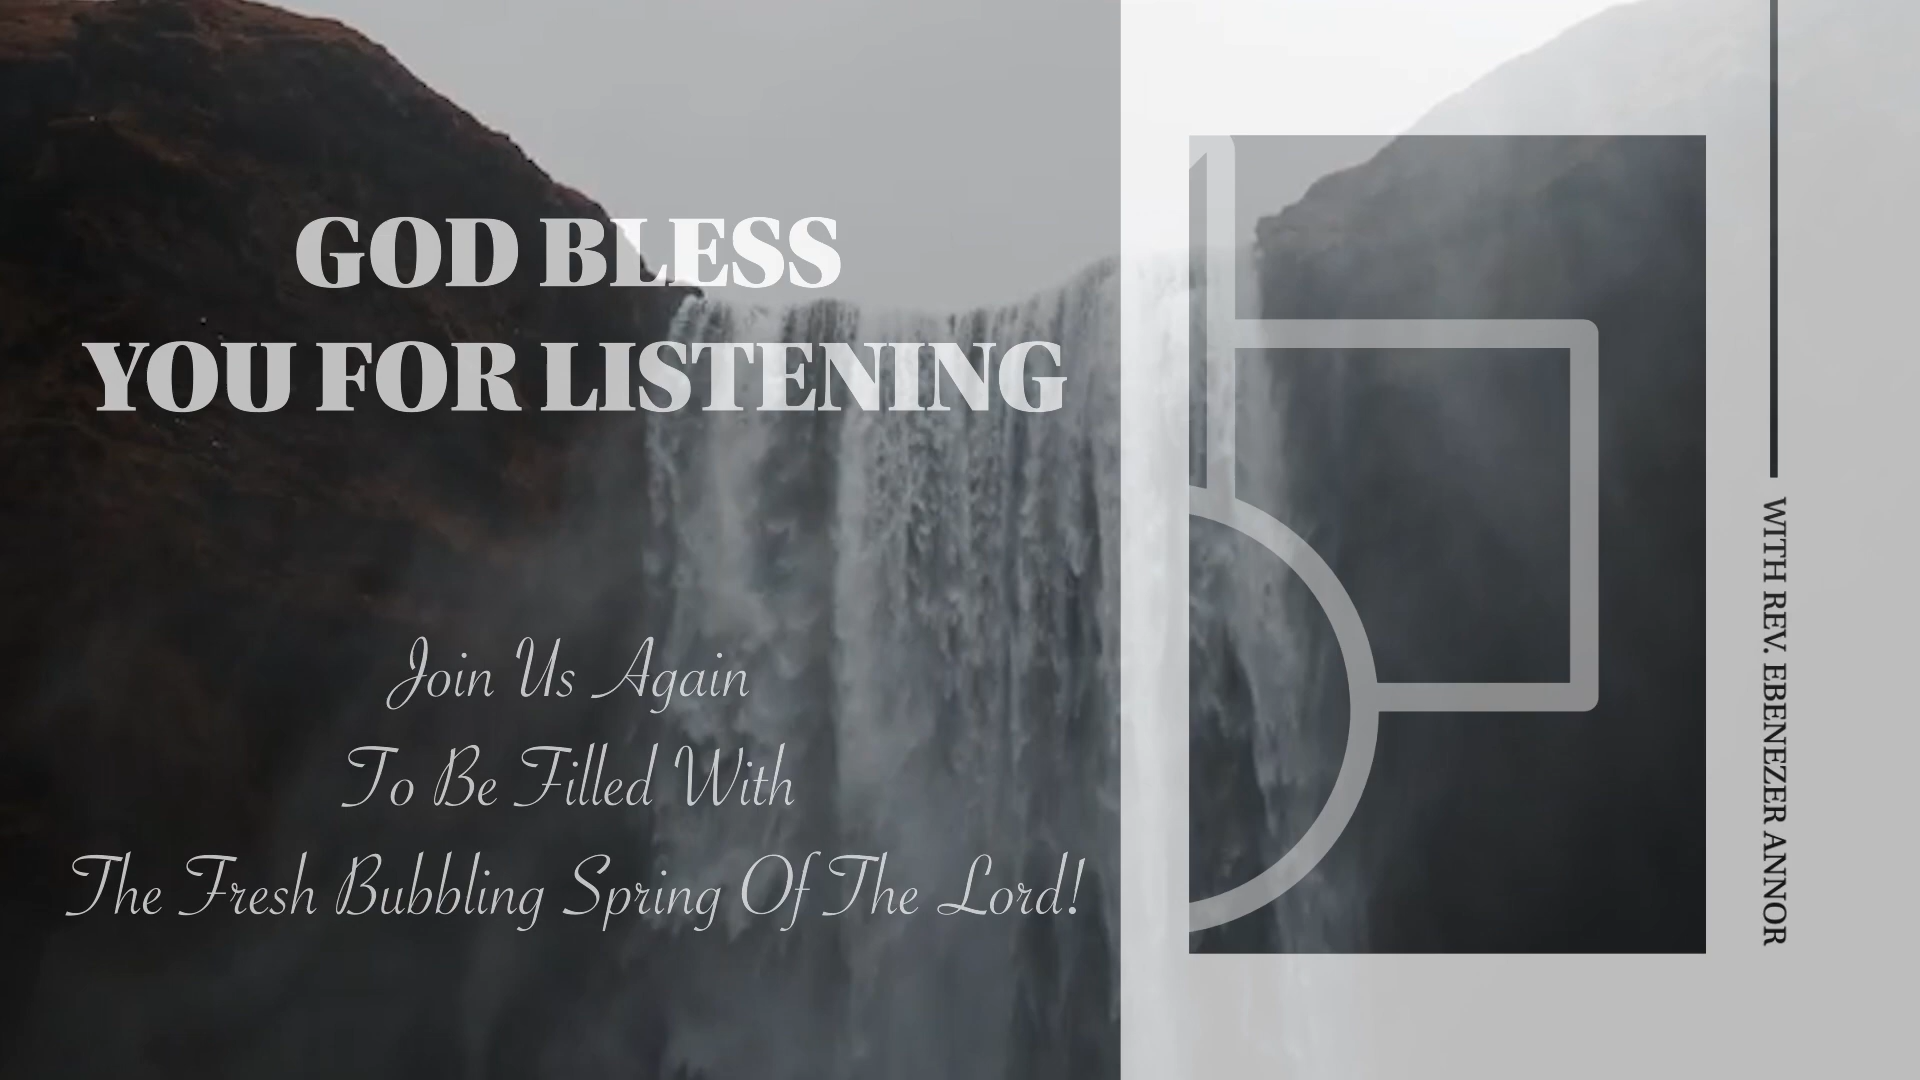 GOD BLESS
YOU FOR LISTENING
Join Us Again
To Be Filled With
The Fresh Bubbling Spring Of The Lord!
WITH REV. EBENEZER ANNOR